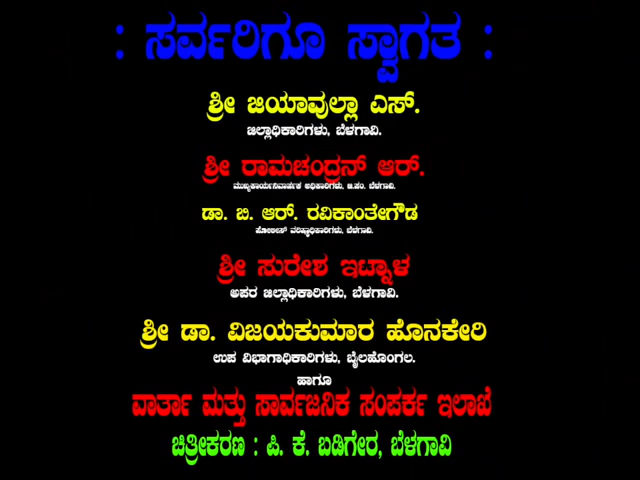 : ಸರ್ವರಿಗೂ ಸ್ವಾಗತ :
ಶ್ರೀ ಜಿಯಾವುಲ್ಲಾ ಎಸ್.
ಜಿಲ್ಲಾಧಿಕಾರಿಗಳು, ಬೆಳಗಾವಿ.
ಶ್ರೀ ರಾಮಚಂದ್ರನ್ ಆರ್.
ಮುಖ್ಯಕಾರ್ಯನಿರ್ವಾಹಕ ಅಧಿಕಾರಿಗಳು, ಜಿ.ಪಂ. ಬೆಳಗಾವಿ.
ಡಾ. ಬಿ. ಆರ್. ರವಿಕಾಂತೇಗೌಡ
ಪೋಲೀಸ್ ವರಿಷ್ಠಾಧಿಕಾರಿಗಳು, ಬೆಳಗಾವಿ.
ಶ್ರೀ ಸುರೇಶ ಇಟ್ನಾಳ
ಅಪರ ಜಿಲ್ಲಾಧಿಕಾರಿಗಳು, ಬೆಳಗಾವಿ.
ಶ್ರೀ ಡಾ. ವಿಜಯಕುಮಾರ ಹೊನಕೇರಿ
ಉಪ ವಿಭಾಗಾಧಿಕಾರಿಗಳು, ಬೈಲಹೊಂಗಲ.
ಹಾಗೂ
ವಾರ್ತಾ ಮತ್ತು ಸಾರ್ವಜನಿಕ ಸಂಪರ್ಕ ಇಲಾಖೆ
ಚಿತ್ರೀಕರಣ : ಪಿ. ಕೆ. ಬಡಿಗೇರ, ಬೆಳಗಾವಿ